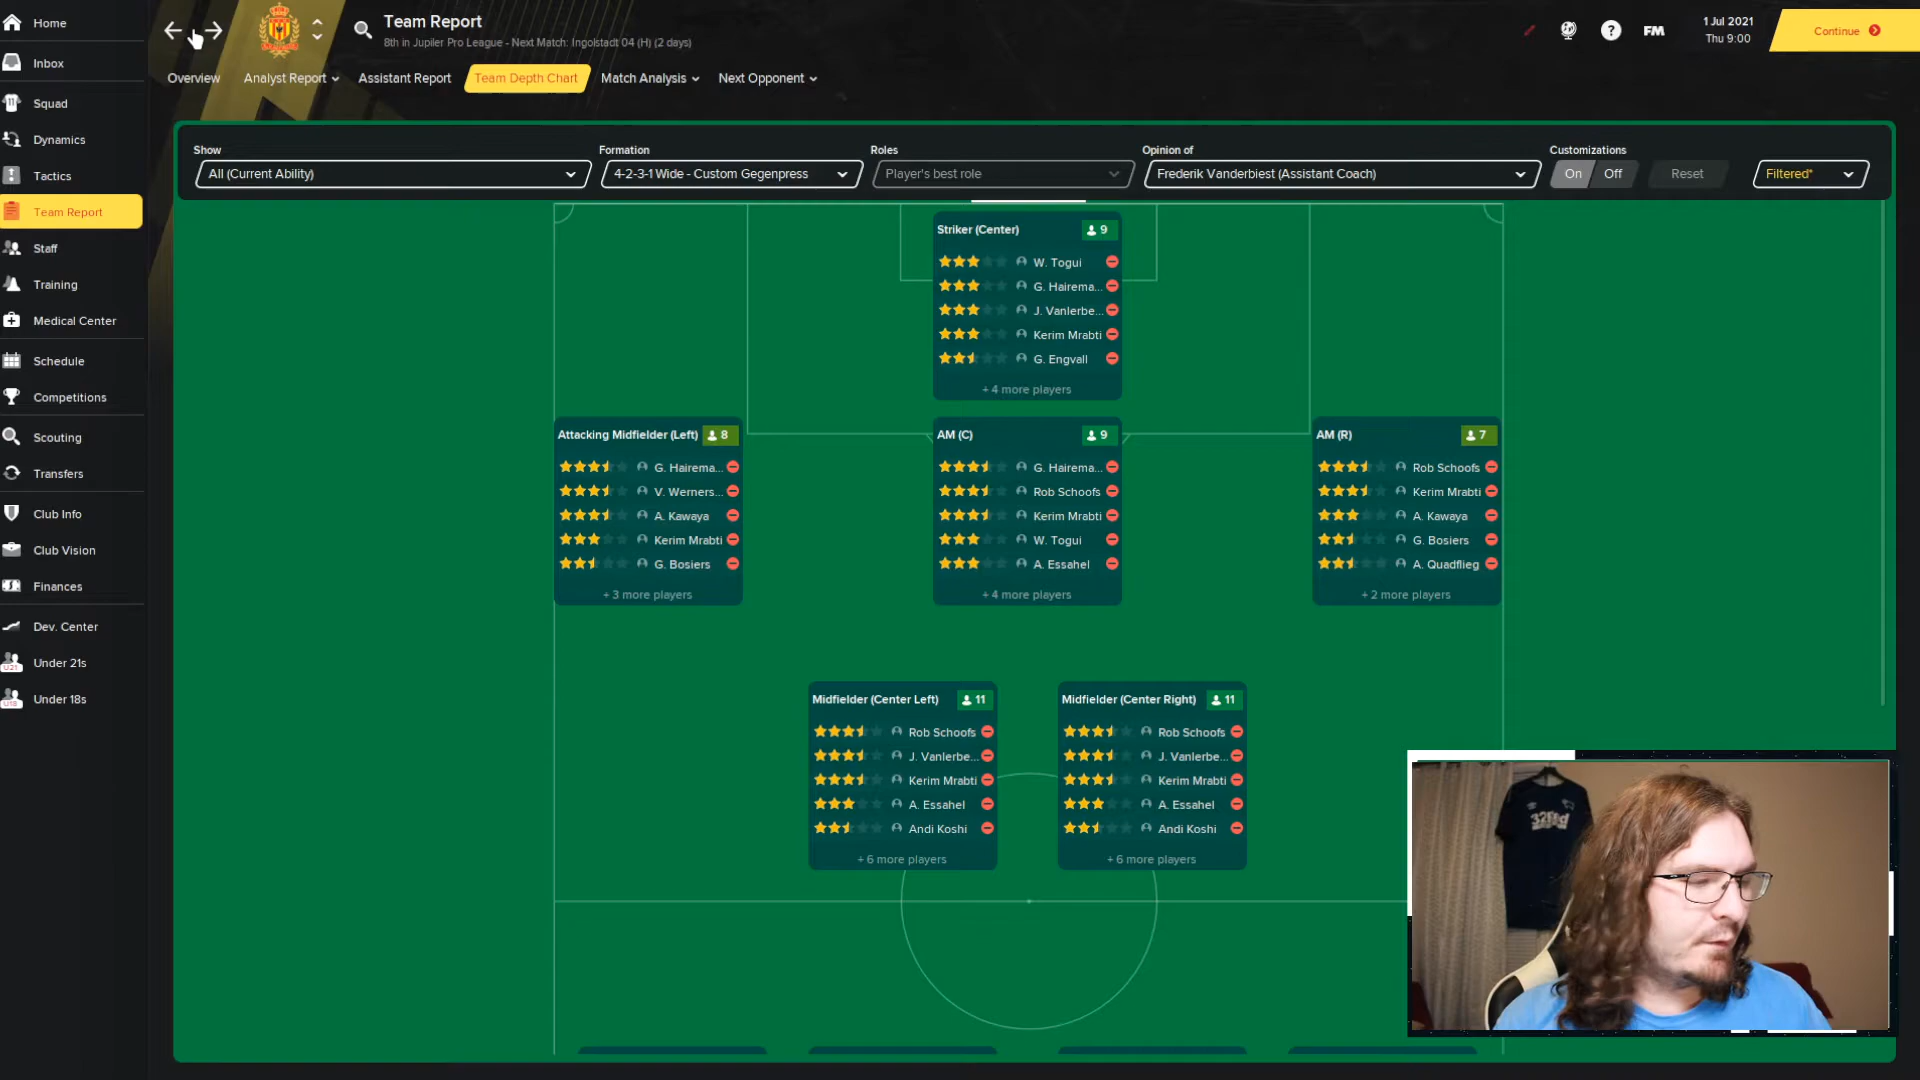 Home
Inbox
Squad
Dynamics
Tactics
Team Report
Staff
Training
Medical Center
Schedule
Competitions
Scouting
Transfers
Club Info
Club Vision
Finances
Dev. Center
Under 21s
Under 18s
Team Report
8th in Jupiler Pro League - Next Match: Ingolstadt 04 (H) (2 days)
FM
1 Jul 2021
Thu 9:00
Continue
Overview
Analyst Report
Assistant Report
Team Depth Chart
Match Analysis
Next Opponent
Show
All (Current Ability)
Formation
4-2-3-1 Wide - Custom Gegenpress
Roles
Player's best role
Opinion of
Frederik Vanderbiest (Assistant Coach)
Customizations
On Off
Reset
Filtered*
Striker (Center) 9
W. Togui
G. Hairema...
J. Vanlerbe...
Kerim Mrabti
G. Engvall
+ 4 more players
Attacking Midfielder (Left) 8
G. Hairema...
V. Werners...
A. Kawaya
Kerim Mrabti
G. Bosiers
+ 3 more players
AM (C) 9
G. Hairema...
Rob Schoofs
Kerim Mrabti
W. Togui
A. Essahel
+ 4 more players
AM (R) 7
Rob Schoofs
Kerim Mrabti
A. Kawaya
G. Bosiers
A. Quadflieg
+ 2 more players
Midfielder (Center Left) 11
Rob Schoofs
J. Vanlerbe...
Kerim Mrabti
A. Essahel
Andi Koshi
+ 6 more players
Midfielder (Center Right) 11
Rob Schoofs
J. Vanlerbe...
Kerim Mrabti
A. Essahel
Andi Koshi
+ 6 more players
32Red